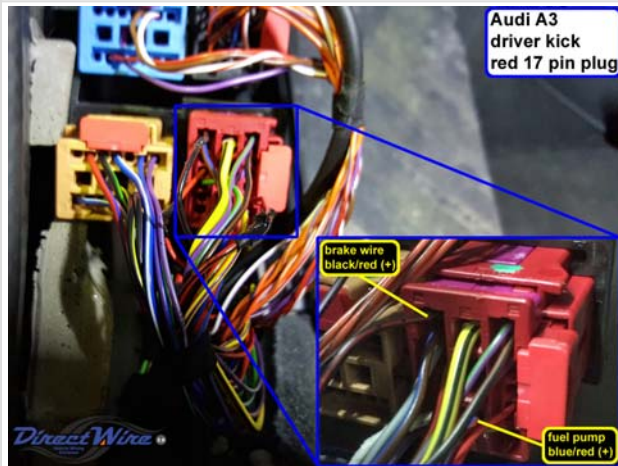 Audi A3
driver kick
red 17 pin plug
brake wire
black/red (+)
fuel pump
blue/red (+)
DirectWire